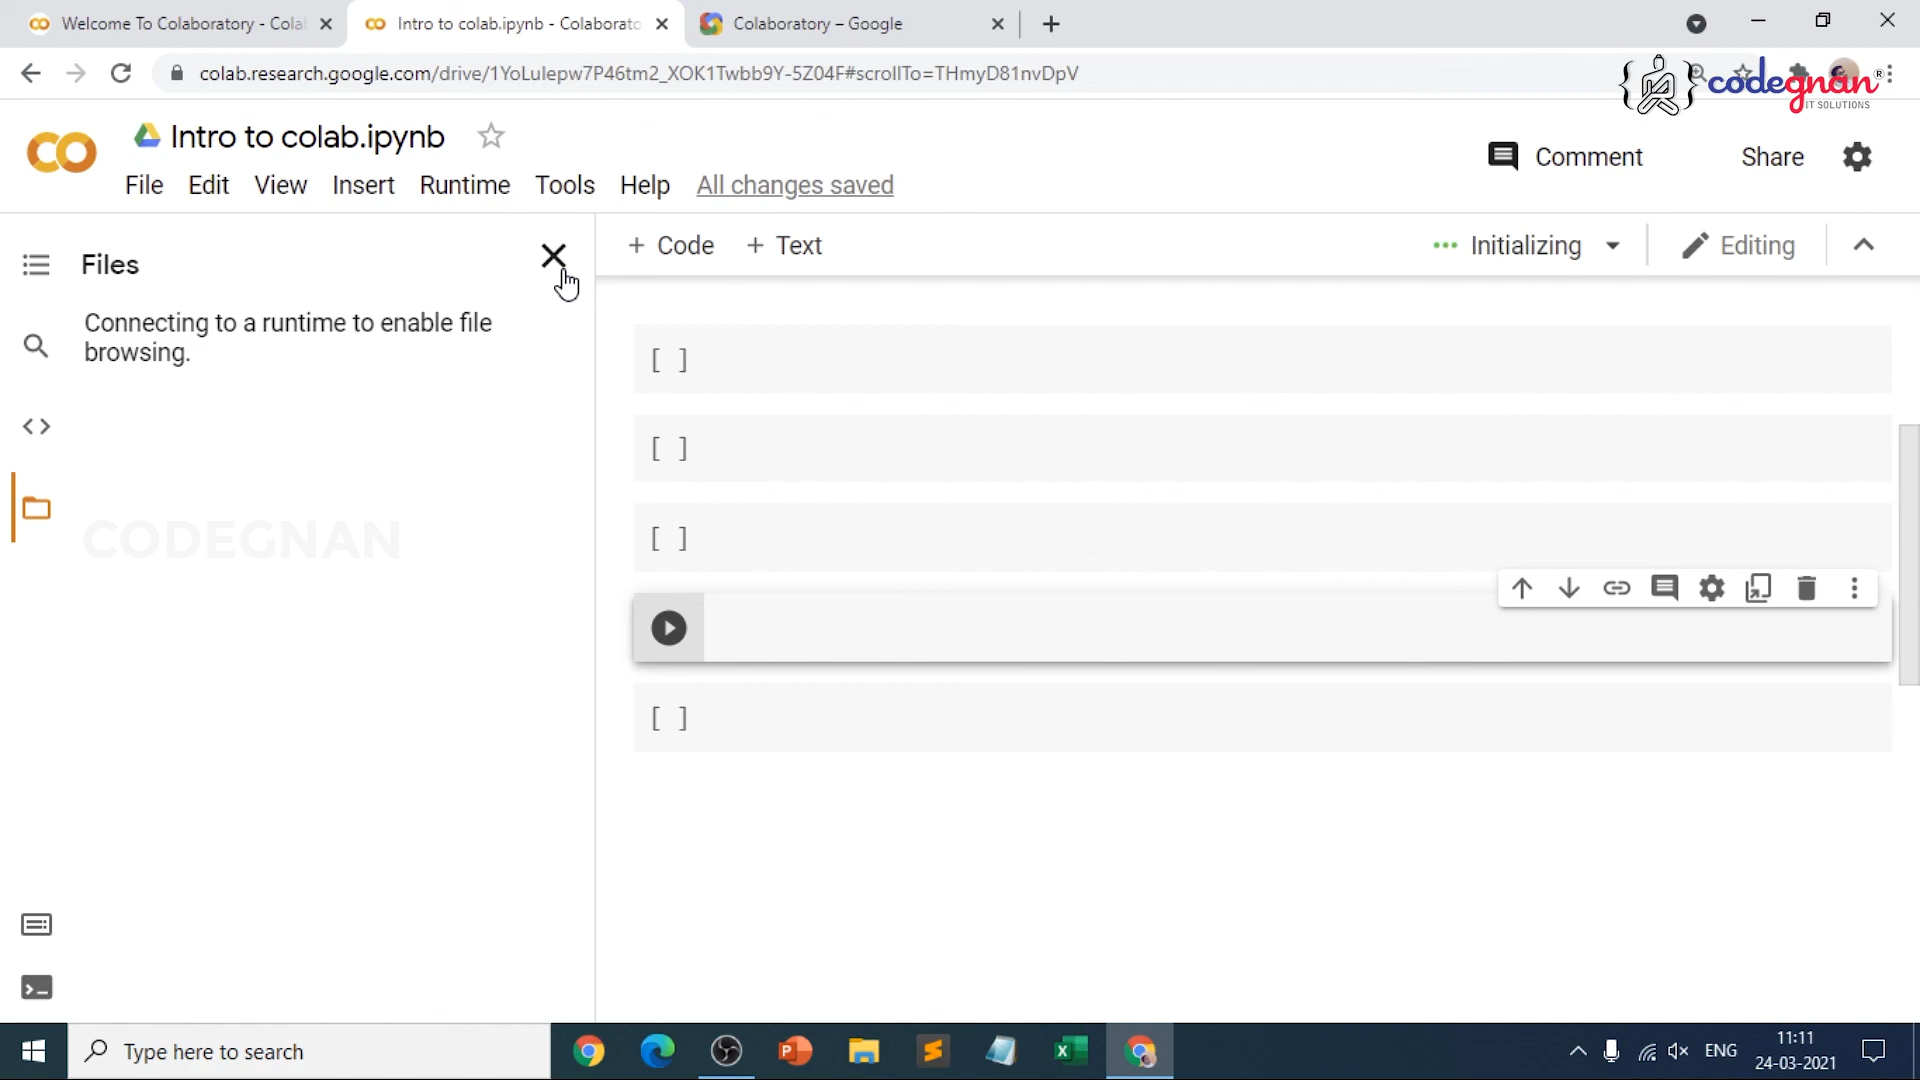 Welcome To Colaboratory - Cola
Intro to colab.ipynb - Colaborato
Colaboratory – Google
colab.research.google.com/drive/1YoLulepw7P46tm2_XOK1Twbb9Y-5Z04F#scrollTo=THmyD81nvDpV
codegnan®
IT SOLUTIONS
Intro to colab.ipynb
Comment
Share
File Edit View Insert Runtime Tools Help All changes saved
Files
+ Code + Text
Initializing
Editing
Connecting to a runtime to enable file
browsing.
[ ]
[ ]
[ ]
[ ]
CODEGNAN
Type here to search
ENG
11:11
24-03-2021